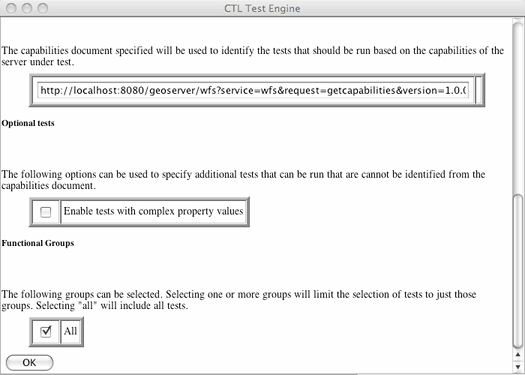 CTL Test Engine
The capabilities document specified will be used to identify the tests that should be run based on the capabilities of the
server under test.
http://localhost:8080/geoserver/wfs?service=wfs&request=getcapabilities&version=1.0.0
Optional tests
The following options can be used to specify additional tests that can be run that are cannot be identified from the
capabilities document.
Enable tests with complex property values
Functional Groups
The following groups can be selected. Selecting one or more groups will limit the selection of tests to just those
groups. Selecting "all" will include all tests.
All
OK